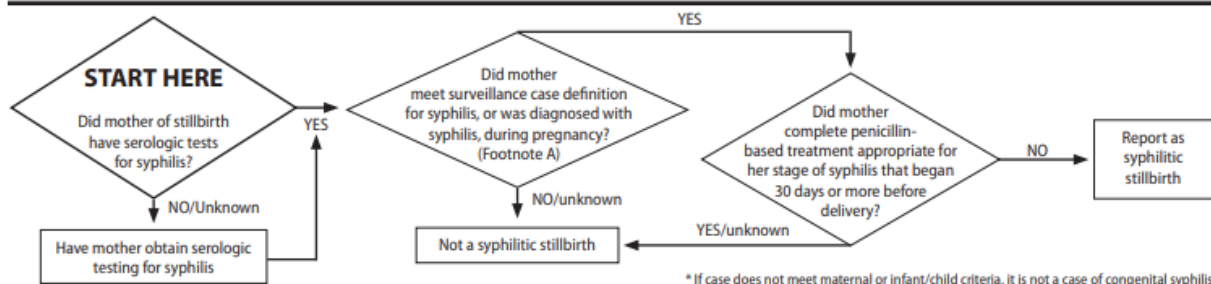 START HERE
Did mother of stillbirth
have serologic tests
for syphilis?
YES
NO/Unknown
Have mother obtain serologic
testing for syphilis
Did mother
meet surveillance case definition
for syphilis, or was diagnosed with
syphilis, during pregnancy?
(Footnote A)
YES
NO/unknown
Not a syphilitic stillbirth
Did mother
complete penicillin-
based treatment appropriate for
her stage of syphilis that began
30 days or more before
delivery?
YES/unknown
NO
Report as
syphilitic
stillbirth
* If case does not meet maternal or infant/child criteria, it is not a case of congenital syphilis